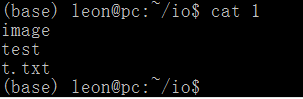 (base) leon@pc:~/io$ cat 1
image
test
t.txt
(base) leon@pc:~/io$